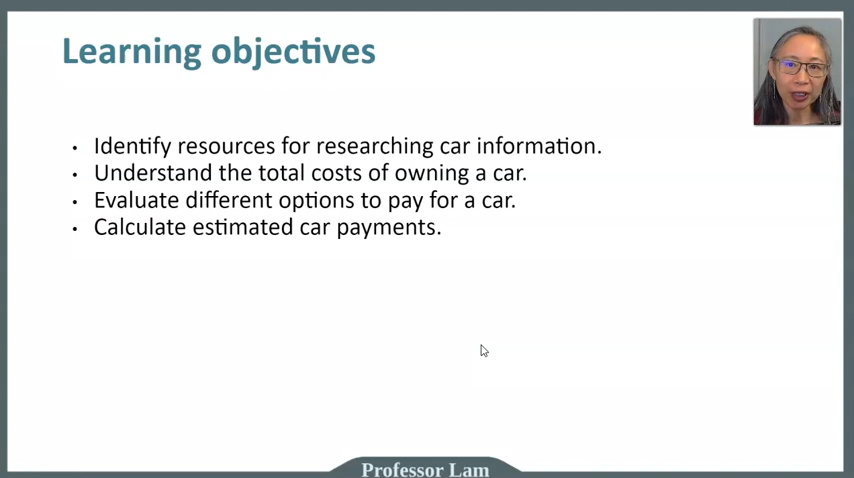 Learning objectives
• Identify resources for researching car information.
• Understand the total costs of owning a car.
• Evaluate different options to pay for a car.
• Calculate estimated car payments.
Professor Lam